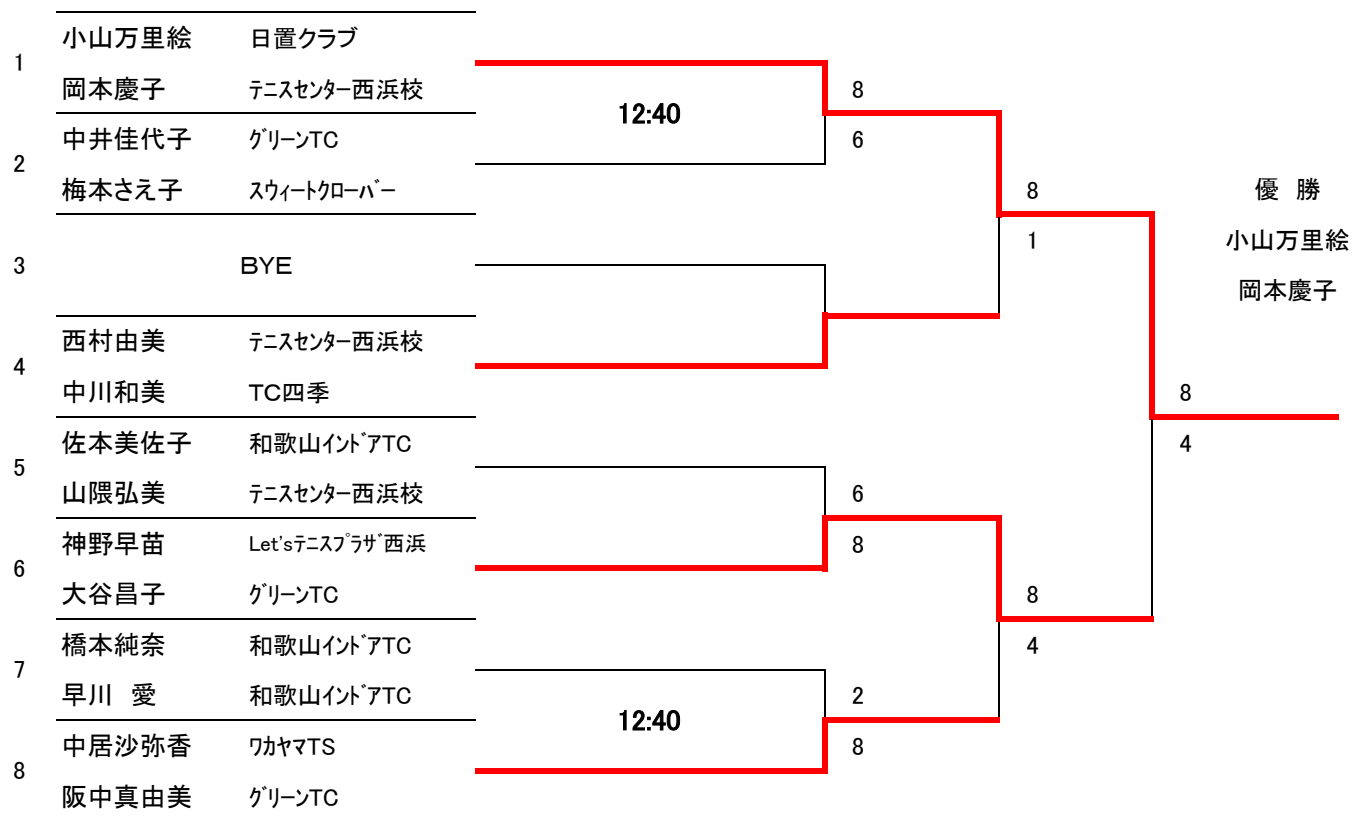 小山万里絵 日置クラブ
1
岡本慶子 ﾃﾆｽｾﾝﾀｰ西浜校 8
12:40
中井佳代子 ｸﾞﾘｰﾝTC 6
2
梅本さえ子 ｽｳｨｰﾄｸﾛｰﾊﾞｰ 8 優 勝
1 小山万里絵
3 BYE
岡本慶子
西村由美 ﾃﾆｽｾﾝﾀｰ西浜校
4
中川和美 TC四季 8
佐本美佐子 和歌山ｲﾝﾄﾞｱTC 4
5
山隈弘美 ﾃﾆｽｾﾝﾀｰ西浜校 6
神野早苗 Let'sﾃﾆｽﾌﾟﾗｻﾞ西浜 8
6
大谷昌子 ｸﾞﾘｰﾝTC 8
橋本純奈 和歌山ｲﾝﾄﾞｱTC 4
7
早川 愛 和歌山ｲﾝﾄﾞｱTC 2
12:40
中居沙弥香 ﾜｶﾔﾏTS 8
8
阪中真由美 ｸﾞﾘｰﾝTC